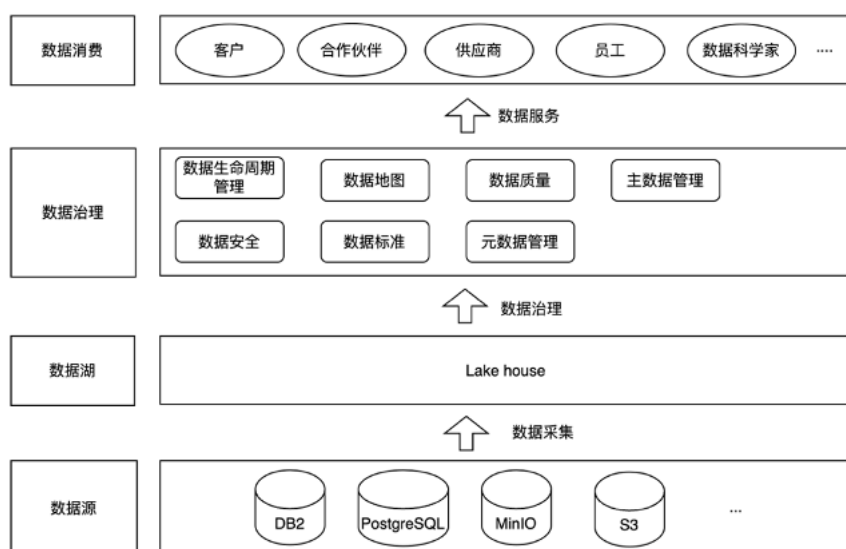 数据消费
客户
合作伙伴
供应商
员工
数据科学家
....
数据服务
数据治理
数据生命周期
管理
数据地图
数据质量
主数据管理
数据安全
数据标准
元数据管理
数据治理
数据湖
Lake house
数据采集
数据源
DB2
PostgreSQL
MinIO
S3
...